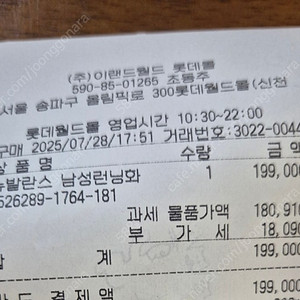 (주)이랜드월드 롯데몰
590-85-01265 조동주
서울 송파구 올림픽로 300롯데월드몰(신천
롯데월드몰 영업시간 10:30~22:00
구매 2025/07/28/17:51 거래번호:3022-0044
상 품 명 수량 금 액
뉴발란스 남성런닝화 1 199,000
526289-1764-181
과세 물품가액 180,910
부 가 세 18,090
합 계 199,000
카 드 결 제 액 199,000